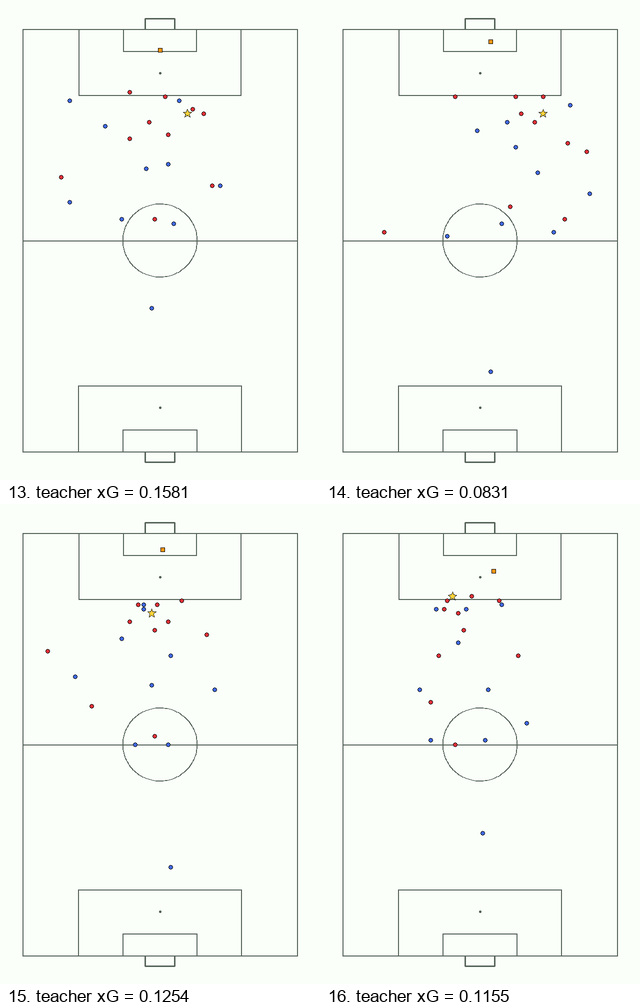 13. teacher xG = 0.1581
14. teacher xG = 0.0831
15. teacher xG = 0.1254
16. teacher xG = 0.1155